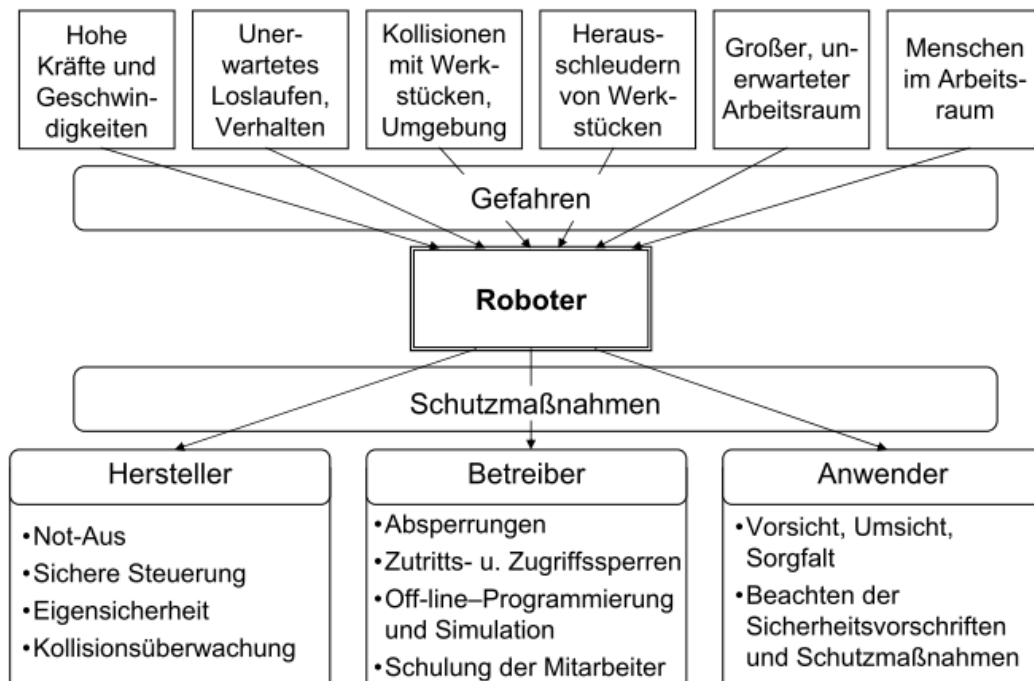 Hohe
Kräfte und
Geschwin-
digkeiten
Uner-
wartetes
Loslaufen,
Verhalten
Kollisionen
mit Werk-
stücken,
Umgebung
Heraus-
schleudern
von Werk-
stücken
Großer, un-
erwarteter
Arbeitsraum
Menschen
im Arbeits-
raum
Gefahren
Roboter
Schutzmaßnahmen
Hersteller
•Not-Aus
•Sichere Steuerung
•Eigensicherheit
•Kollisionsüberwachung
Betreiber
•Absperrungen
•Zutritts- u. Zugriffssperren
•Off-line–Programmierung
und Simulation
•Schulung der Mitarbeiter
Anwender
•Vorsicht, Umsicht,
Sorgfalt
•Beachten der
Sicherheitsvorschriften
und Schutzmaßnahmen